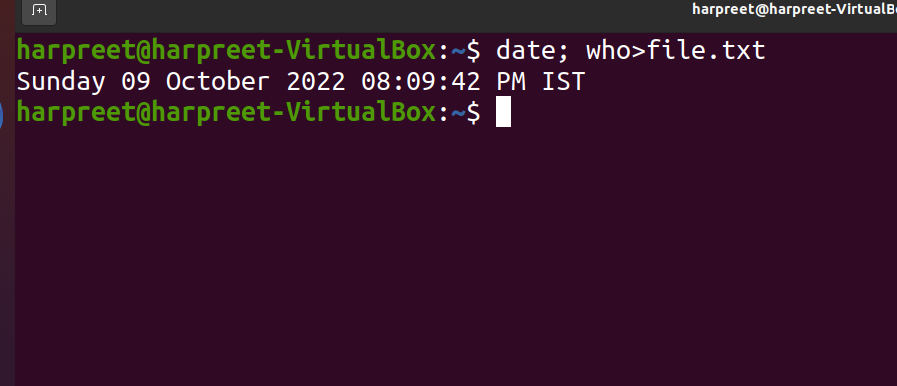 harpreet@harpreet-VirtualB
harpreet@harpreet-VirtualBox:~$ date; who>file.txt
Sunday 09 October 2022 08:09:42 PM IST
harpreet@harpreet-VirtualBox:~$